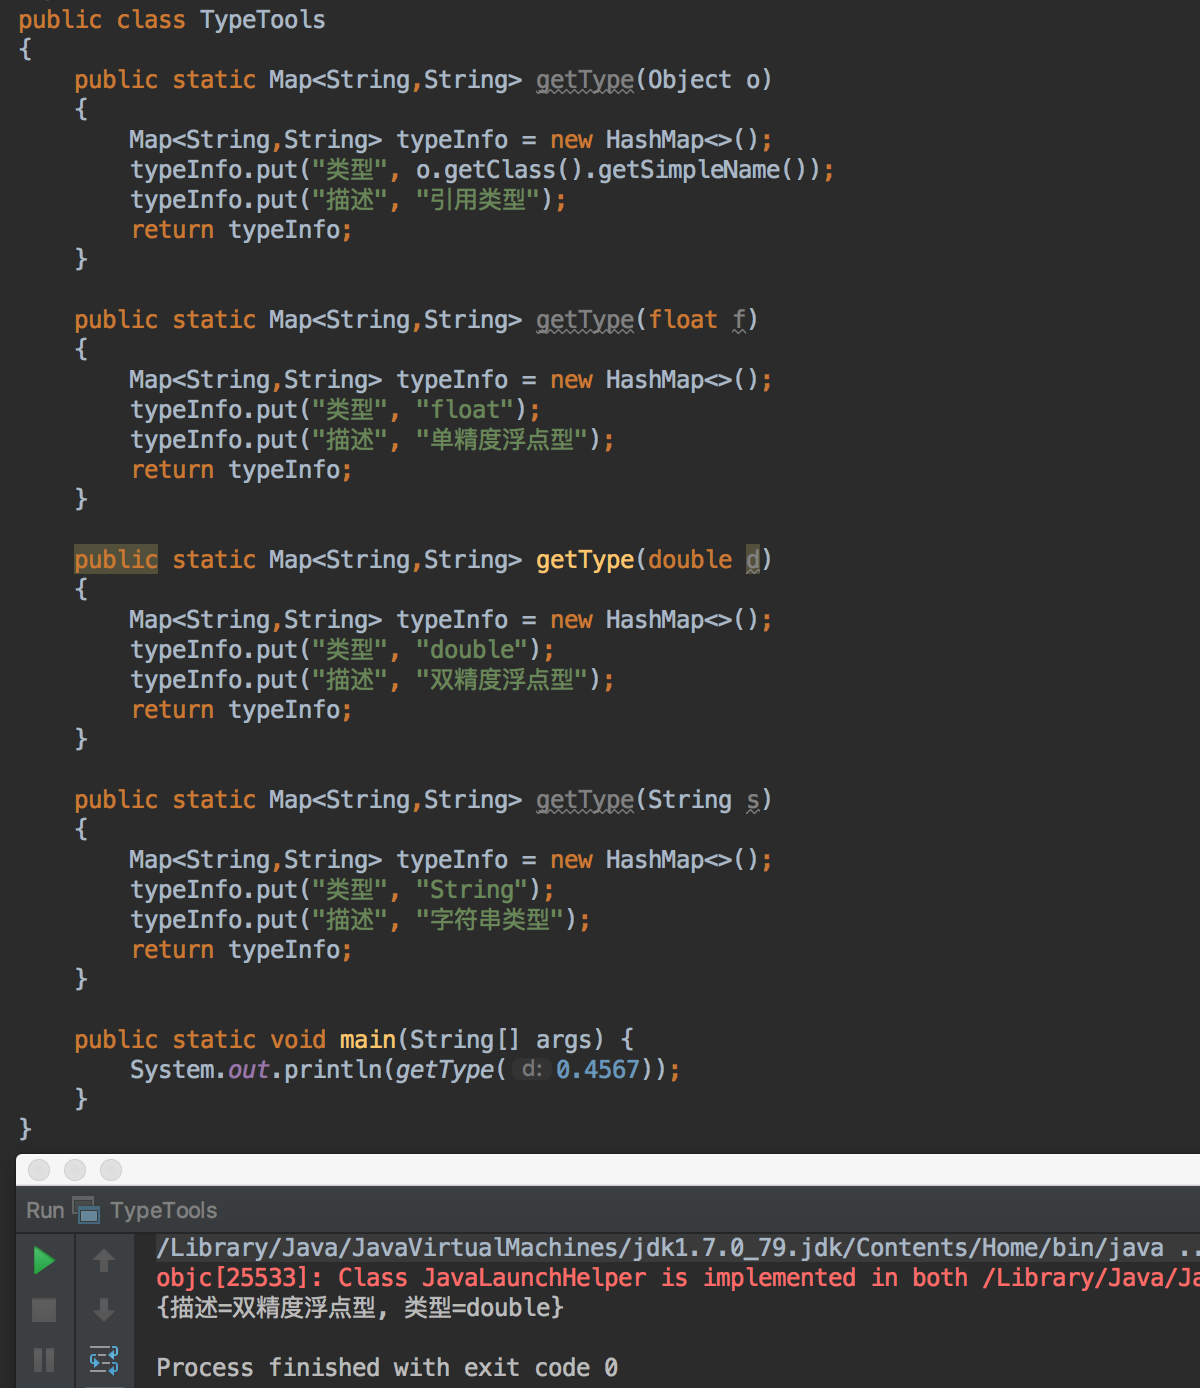 public class TypeTools
{
    public static Map<String,String> getType(Object o)
    {
        Map<String,String> typeInfo = new HashMap<>();
        typeInfo.put("类型", o.getClass().getSimpleName());
        typeInfo.put("描述", "引用类型");
        return typeInfo;
    }

    public static Map<String,String> getType(float f)
    {
        Map<String,String> typeInfo = new HashMap<>();
        typeInfo.put("类型", "float");
        typeInfo.put("描述", "单精度浮点型");
        return typeInfo;
    }

    public static Map<String,String> getType(double d)
    {
        Map<String,String> typeInfo = new HashMap<>();
        typeInfo.put("类型", "double");
        typeInfo.put("描述", "双精度浮点型");
        return typeInfo;
    }

    public static Map<String,String> getType(String s)
    {
        Map<String,String> typeInfo = new HashMap<>();
        typeInfo.put("类型", "String");
        typeInfo.put("描述", "字符串类型");
        return typeInfo;
    }

    public static void main(String[] args) {
        System.out.println(getType( d: 0.4567));
    }
}
Run TypeTools
/Library/Java/JavaVirtualMachines/jdk1.7.0_79.jdk/Contents/Home/bin/java ..
objc[25533]: Class JavaLaunchHelper is implemented in both /Library/Java/Ja
{描述=双精度浮点型, 类型=double}

Process finished with exit code 0